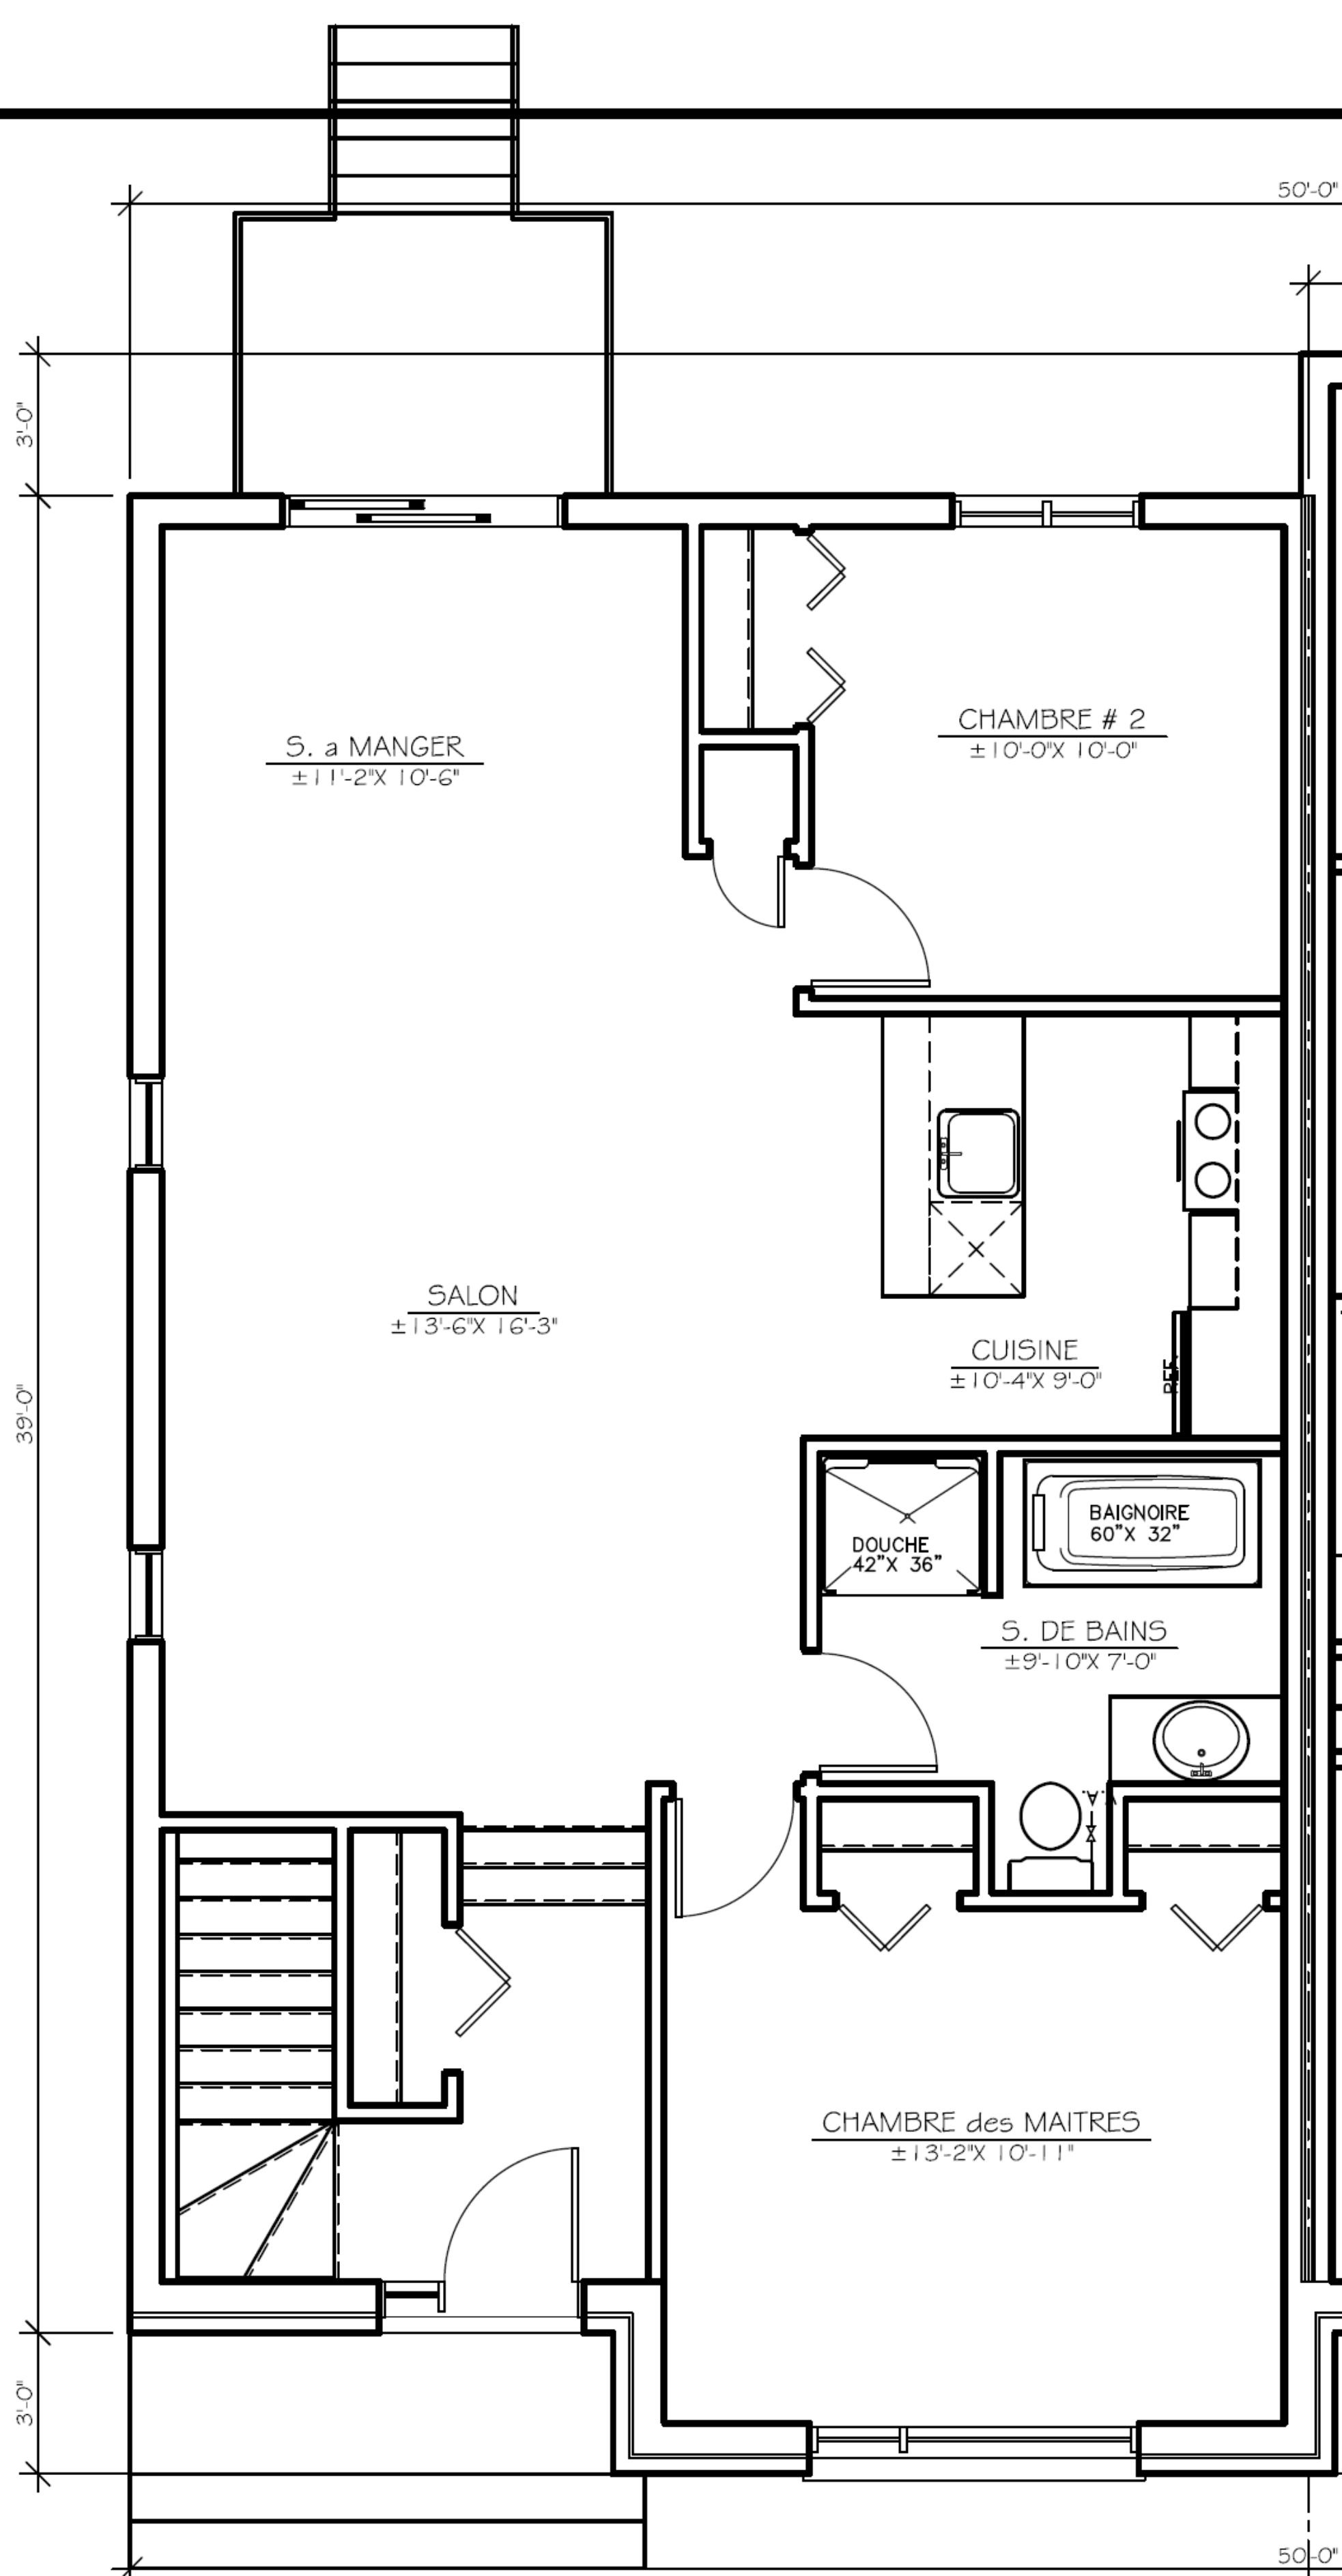 50'-0"
3'-0"
CHAMBRE # 2
±10'-0"X 10'-0"
S. a MANGER
±11'-2"X 10'-6"
SALON
±13'-6"X 16'-3"
CUISINE
±10'-4"X 9'-0"
REF.
39'-0"
BAIGNOIRE
60"X 32"
DOUCHE
42"X 36"
S. DE BAINS
±9'-10"X 7'-0"
V.A.
CHAMBRE des MAITRES
±13'-2"X 10'-11"
3'-0"
50'-0"